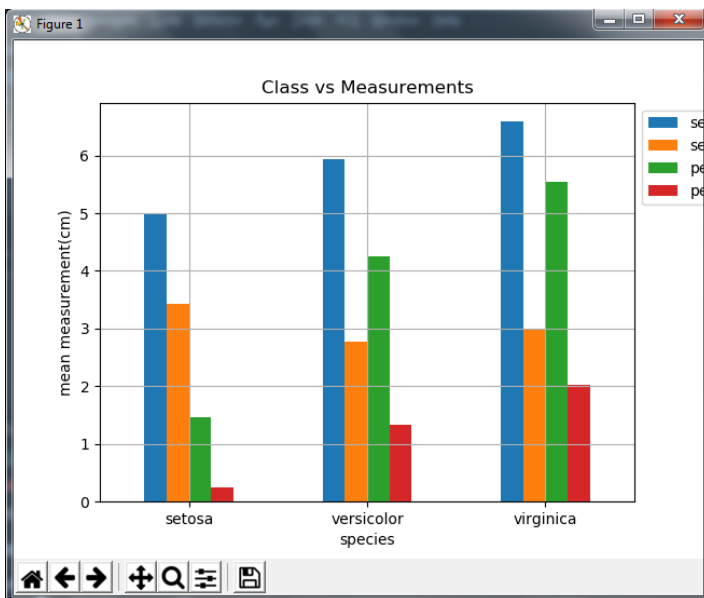 Figure 1
Class vs Measurements
mean measurement(cm)
6
5
4
3
2
1
0
se
se
pe
pe
setosa
versicolor
virginica
species